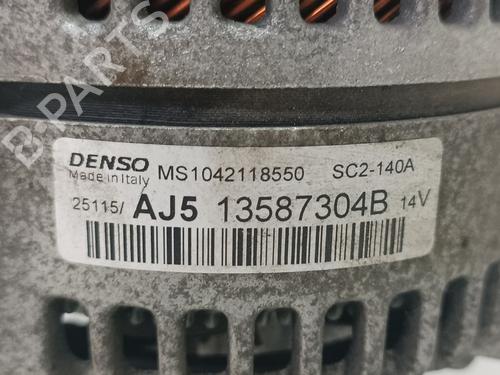 B-PARTS
DENSO MS1042118550 SC2-140A
Made in Italy
25115/ AJ5 13587304B 14V